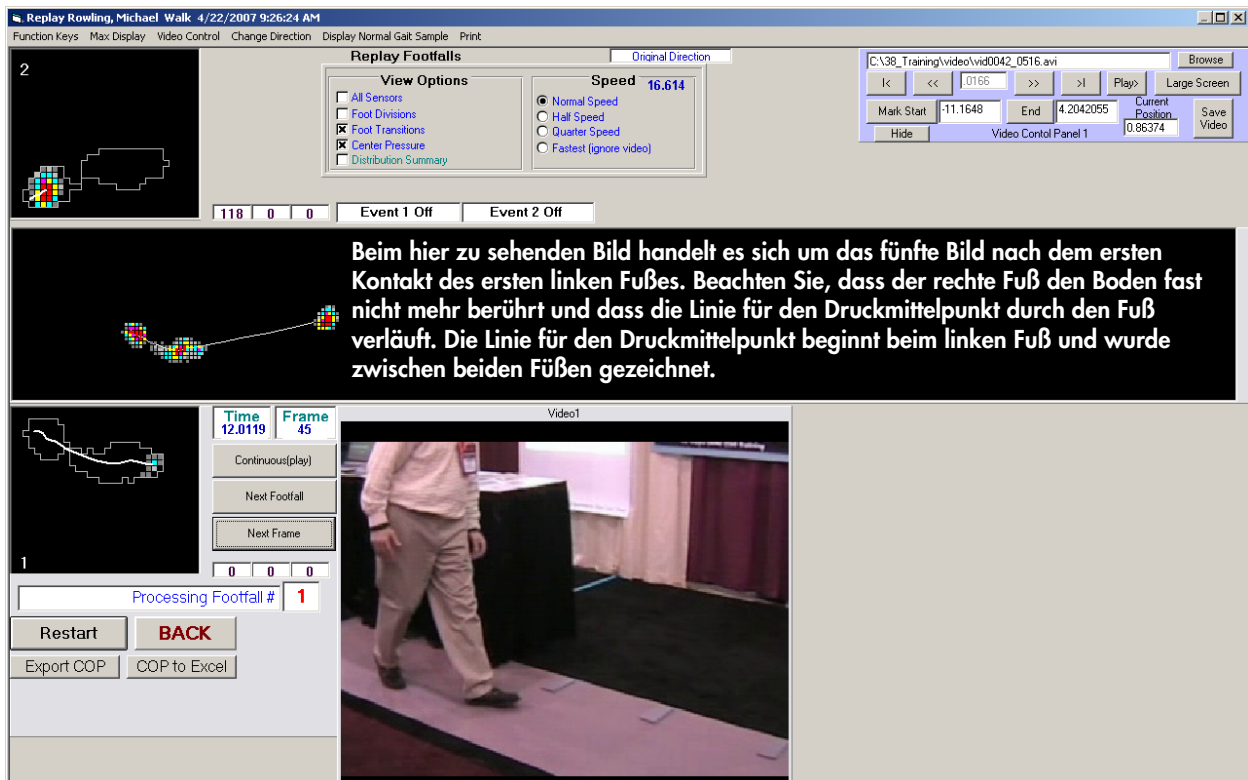 Replay Rowling, Michael Walk 4/22/2007 9:26:24 AM
Function Keys Max Display Video Control Change Direction Display Normal Gait Sample Print
2
Replay Footfalls
Original Direction
View Options
All Sensors
Foot Divisions
Foot Transitions
Center Pressure
Distribution Summary
Speed 16.614
Normal Speed
Half Speed
Quarter Speed
Fastest (ignore video)
C:\38_Training\video\vid0042_0516.avi Browse
|< << .0166 >> >| Play> Large Screen
Mark Start -11.1648 End 4.2042055 Current Position 0.86374 Save Video
Hide Video Contol Panel 1
118 0 0 Event 1 Off Event 2 Off
Beim hier zu sehenden Bild handelt es sich um das fünfte Bild nach dem ersten
Kontakt des ersten linken Fußes. Beachten Sie, dass der rechte Fuß den Boden fast
nicht mehr berührt und dass die Linie für den Druckmittelpunkt durch den Fuß
verläuft. Die Linie für den Druckmittelpunkt beginnt beim linken Fuß und wurde
zwischen beiden Füßen gezeichnet.
1
Time Frame
12.0119 45
Continuous(play)
Next Footfall
Next Frame
0 0 0
Processing Footfall # 1
Restart BACK
Export COP COP to Excel
Video1